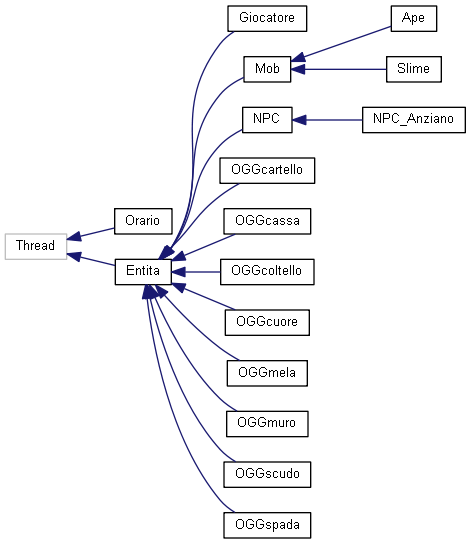 Giocatore
Ape
Mob
Slime
NPC
NPC_Anziano
OGGcartello
Orario
OGGcassa
Thread
Entita
OGGcoltello
OGGcuore
OGGmela
OGGmuro
OGGscudo
OGGspada